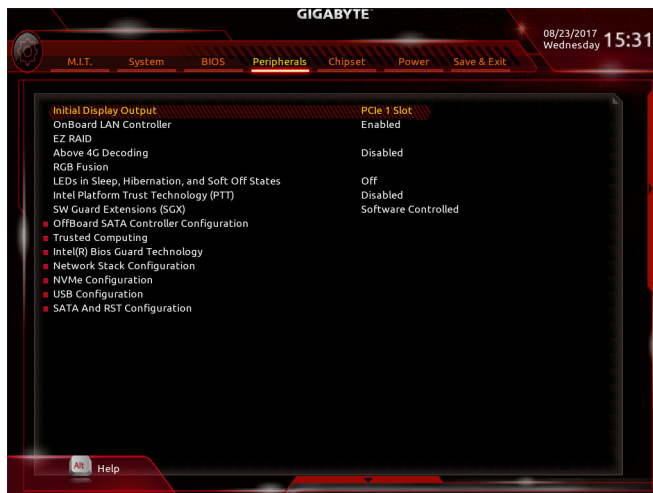 GIGABYTE™
08/23/2017
Wednesday
15:31
M.I.T. System BIOS Peripherals Chipset Power Save & Exit
Initial Display Output PCIe 1 Slot
OnBoard LAN Controller Enabled
EZ RAID
Above 4G Decoding Disabled
RGB Fusion
LEDs in Sleep, Hibernation, and Soft Off States Off
Intel Platform Trust Technology (PTT) Disabled
SW Guard Extensions (SGX) Software Controlled
OffBoard SATA Controller Configuration
Trusted Computing
Intel(R) Bios Guard Technology
Network Stack Configuration
NVMe Configuration
USB Configuration
SATA And RST Configuration
Alt Help